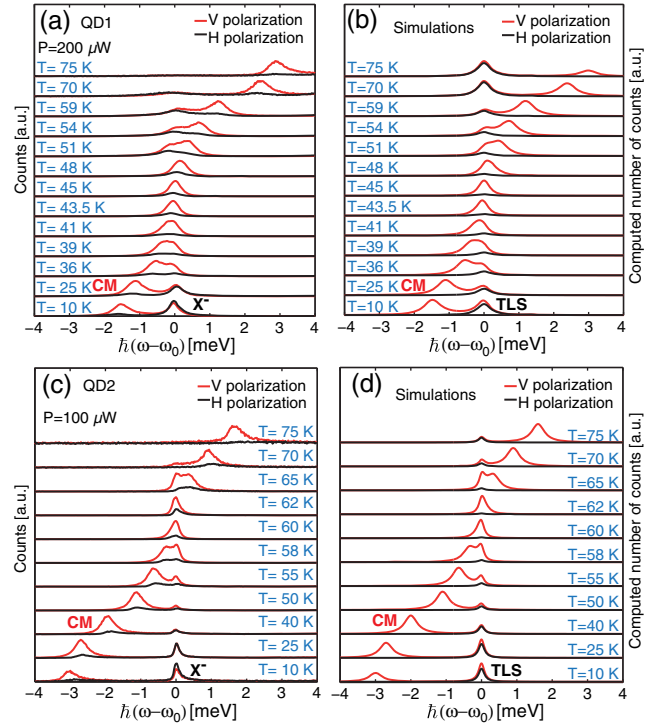 (a) QD1
V polarization
H polarization
P=200 μW
T= 75 K
T= 70 K
T= 59 K
T= 54 K
T= 51 K
T= 48 K
T= 45 K
T= 43.5 K
T= 41 K
T= 39 K
T= 36 K
T= 25 K
T= 10 K
CM
X-
Counts [a.u.]
−4 −3 −2 −1 0 1 2 3 4
ħ(ω−ω0) [meV]
(b) Simulations
V polarization
H polarization
T=75 K
T=70 K
T=59 K
T=54 K
T=51 K
T=48 K
T=45 K
T=43.5 K
T=41 K
T=39 K
T=36 K
T=25 K
T=10 K
CM
TLS
Computed number of counts [a.u.]
−4 −3 −2 −1 0 1 2 3 4
ħ(ω−ω0) [meV]
(c) QD2
V polarization
H polarization
P=100 μW
T= 75 K
T= 70 K
T= 65 K
T= 62 K
T= 60 K
T= 58 K
T= 55 K
T= 50 K
T= 40 K
T= 25 K
T= 10 K
CM
X-
Counts [a.u.]
−4 −3 −2 −1 0 1 2 3 4
ħ(ω−ω0) [meV]
(d) Simulations
V polarization
H polarization
T=75 K
T=70 K
T=65 K
T=62 K
T=60 K
T=58 K
T=55 K
T=50 K
T=40 K
T=25 K
T=10 K
CM
TLS
Computed number of counts [a.u.]
−4 −3 −2 −1 0 1 2 3 4
ħ(ω−ω0) [meV]